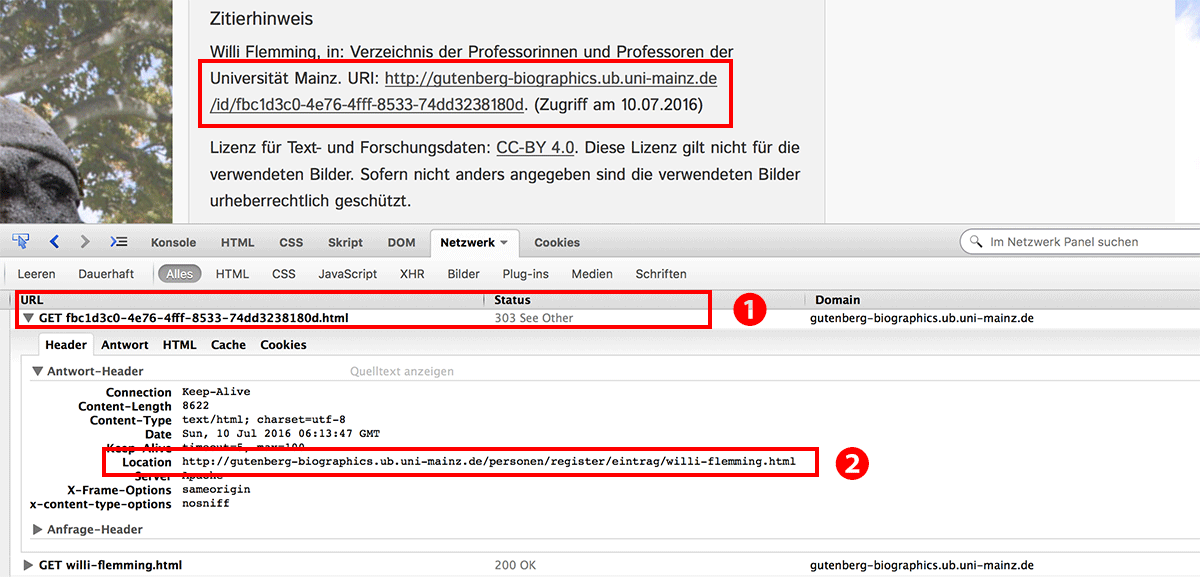 Zitierhinweis
Willi Flemming, in: Verzeichnis der Professorinnen und Professoren der
Universität Mainz. URI: http://gutenberg-biographics.ub.uni-mainz.de
/id/fbc1d3c0-4e76-4fff-8533-74dd3238180d. (Zugriff am 10.07.2016)
Lizenz für Text- und Forschungsdaten: CC-BY 4.0. Diese Lizenz gilt nicht für die
verwendeten Bilder. Sofern nicht anders angegeben sind die verwendeten Bilder
urheberrechtlich geschützt.
Konsole HTML CSS Skript DOM Netzwerk Cookies Im Netzwerk Panel suchen
Leeren Dauerhaft Alles HTML CSS JavaScript XHR Bilder Plug-ins Medien Schriften
URL Status Domain
GET fbc1d3c0-4e76-4fff-8533-74dd3238180d.html 303 See Other 1 gutenberg-biographics.ub.uni-mainz.de
Header Antwort HTML Cache Cookies
Antwort-Header Quelltext anzeigen
Connection Keep-Alive
Content-Length 8622
Content-Type text/html; charset=utf-8
Date Sun, 10 Jul 2016 06:13:47 GMT
Keep-Alive timeout=5, max=100
Location http://gutenberg-biographics.ub.uni-mainz.de/personen/register/eintrag/willi-flemming.html 2
Server Apache
X-Frame-Options sameorigin
x-content-type-options nosniff
Anfrage-Header
GET willi-flemming.html 200 OK gutenberg-biographics.ub.uni-mainz.de